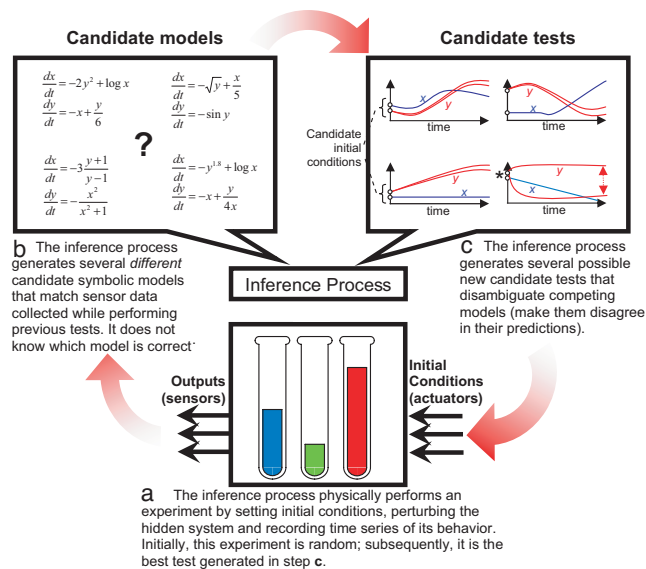 Candidate models
Candidate tests
dx/dt = -2y² + log x
dy/dt = -x + y/6
dx/dt = -√y + x/5
dy/dt = -sin y
?
dx/dt = -3 (y+1)/(y-1)
dy/dt = -x²/(x²+1)
dx/dt = -y^1.8 + log x
dy/dt = -x + y/4x
x
y
time
y
x
time
Candidate
initial
conditions
y
x
time
*
y
x
time
b The inference process
generates several different
candidate symbolic models
that match sensor data
collected while performing
previous tests. It does not
know which model is correct.
Inference Process
c The inference process
generates several possible
new candidate tests that
disambiguate competing
models (make them disagree
in their predictions).
Outputs
(sensors)
Initial
Conditions
(actuators)
a The inference process physically performs an
experiment by setting initial conditions, perturbing the
hidden system and recording time series of its behavior.
Initially, this experiment is random; subsequently, it is the
best test generated in step c.